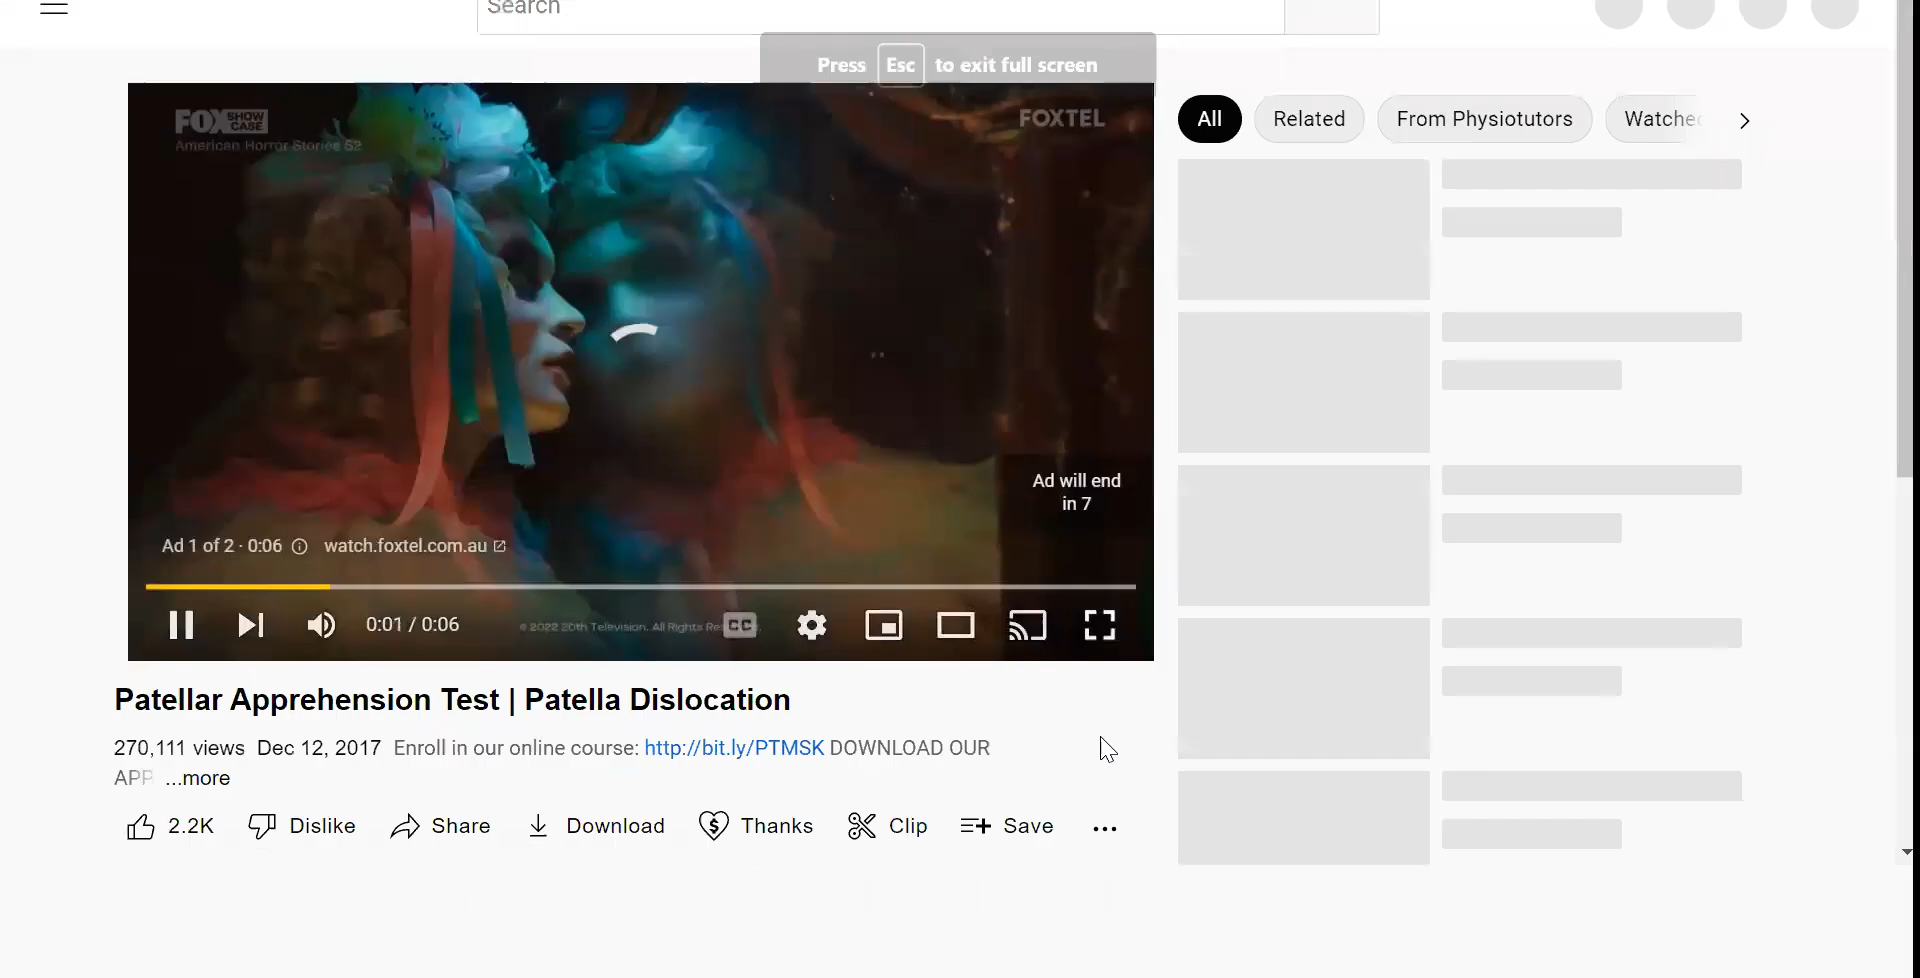 Search
Press Esc to exit full screen
FOX SHOW CASE
American Horror Stories S2
FOXTEL
All
Related
From Physiotutors
Ad will end
in 7
Ad 1 of 2 · 0:06
watch.foxtel.com.au
0:01 / 0:06
© 2022 20th Television. All Rights
CC
Patellar Apprehension Test | Patella Dislocation
270,111 views Dec 12, 2017 Enroll in our online course: http://bit.ly/PTMSK DOWNLOAD OUR
APP ...more
2.2K
Dislike
Share
Download
Thanks
Clip
Save